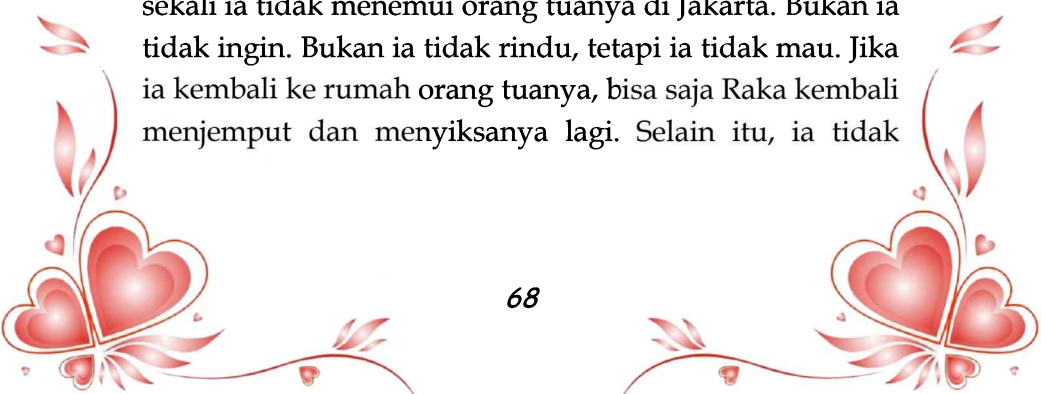 sekali ia tidak menemui orang tuanya di Jakarta. Bukan ia
tidak ingin. Bukan ia tidak rindu, tetapi ia tidak mau. Jika
ia kembali ke rumah orang tuanya, bisa saja Raka kembali
menjemput dan menyiksanya lagi. Selain itu, ia tidak
68